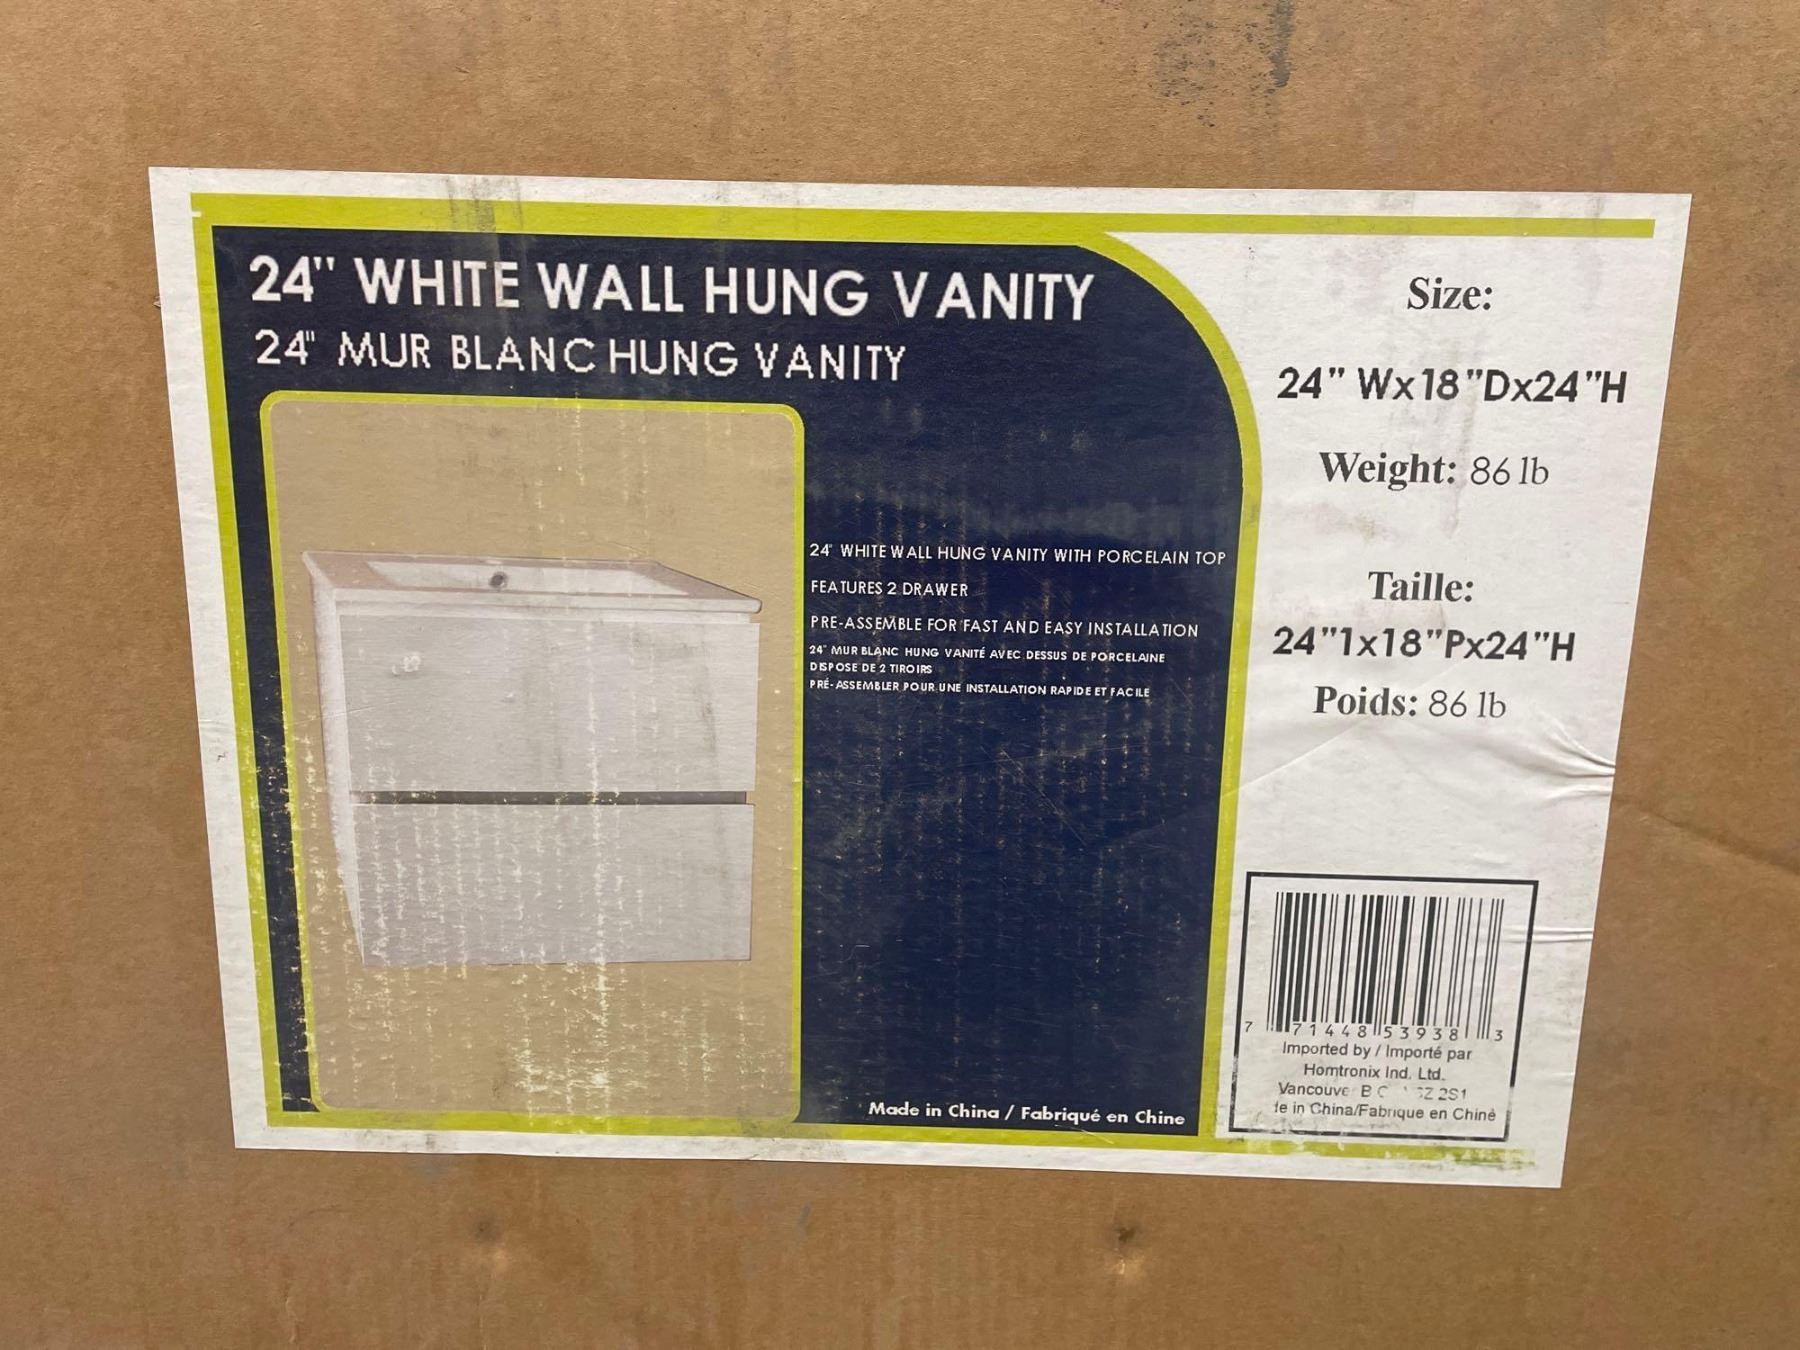 24" WHITE WALL HUNG VANITY
24" MUR BLANC HUNG VANITY
24" WHITE WALL HUNG VANITY WITH PORCELAIN TOP
FEATURES 2 DRAWER
PRE-ASSEMBLE FOR FAST AND EASY INSTALLATION
24" MUR BLANC HUNG VANITÉ AVEC DESSUS DE PORCELAINE
DISPOSE DE 2 TIROIRS
PRÉ-ASSEMBLER POUR UNE INSTALLATION RAPIDE ET FACILE
Made in China / Fabriqué en Chine
Size:
24" Wx18"Dx24"H
Weight: 86 lb
Taille:
24"1x18"Px24"H
Poids: 86 lb
7 71448 53938 3
Imported by / Importé par
Homtronix Ind. Ltd.
B C 2S1
in China/Fabrique en Chine